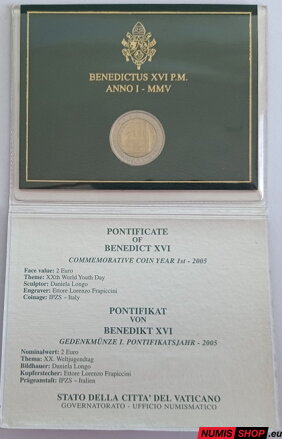 BENEDICTUS XVI P.M.
ANNO I - MMV
PONTIFICATE
OF
BENEDICT XVI
COMMEMORATIVE COIN YEAR 1st - 2005
Face value: 2 Euro
Theme: XXth World Youth Day
Sculptor: Daniela Longo
Engraver: Ettore Lorenzo Frapiccini
Coinage: IPZS – Italy
PONTIFIKAT
VON
BENEDIKT XVI
GEDENKMÜNZE I. PONTIFIKATSJAHR - 2005
Nominalwert: 2 Euro
Thema: XX. Weltjugendtag
Bildhauer: Daniela Longo
Kupferstecher: Ettore Lorenzo Frapiccini
Prägeanstalt: IPZS – Italien
STATO DELLA CITTA' DEL VATICANO
GOVERNATORATO - UFFICIO NUMISMATICO
NUMIS SHOP.eu